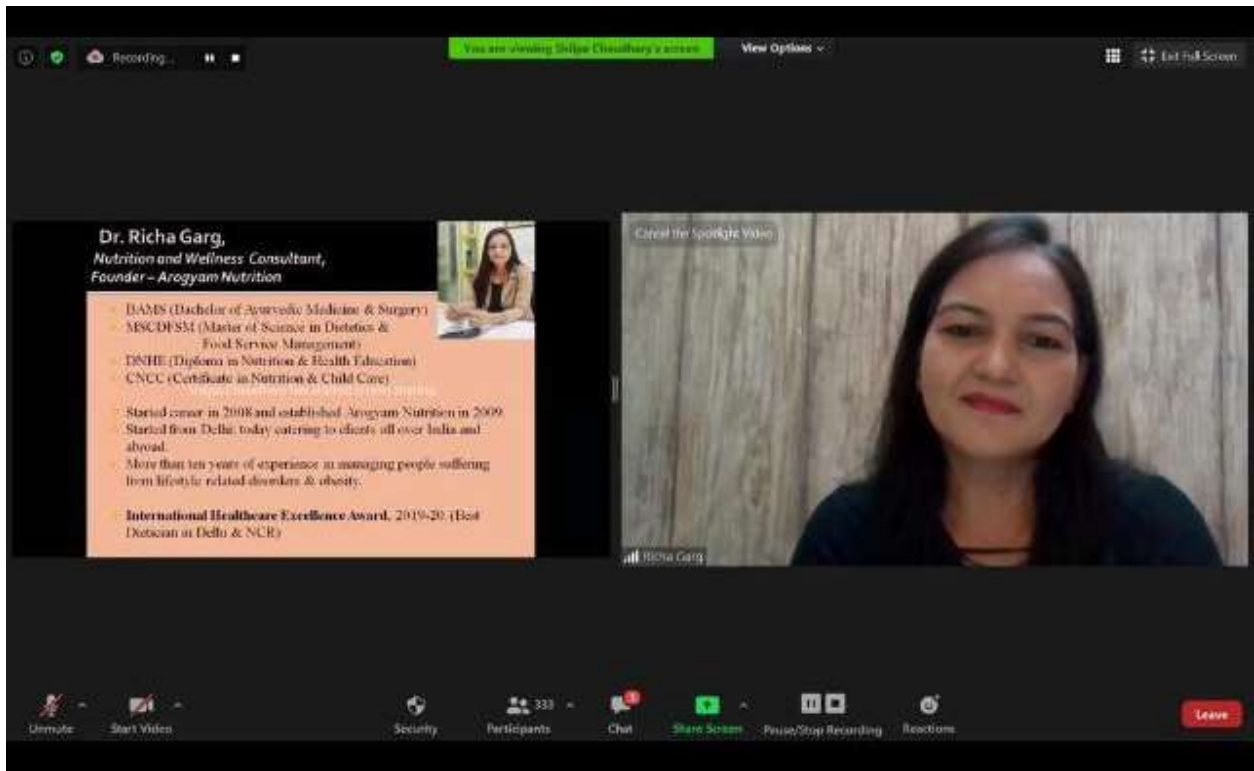 Recording...
You are viewing Shilpa Choudhary's screen
View Options
Exit Full Screen
Dr. Richa Garg,
Nutrition and Wellness Consultant,
Founder – Arogyam Nutrition
BAMS (Bachelor of Ayurvedic Medicine & Surgery)
MSCDFSM (Master of Science in Dietetics &
Food Service Management)
DNHE (Diploma in Nutrition & Health Education)
CNCC (Certificate in Nutrition & Child Care)
Started career in 2008 and established Arogyam Nutrition in 2009.
Started from Delhi, today catering to clients all over India and
abroad.
More than ten years of experience in managing people suffering
from lifestyle related disorders & obesity.
International Healthcare Excellence Award, 2019-20 (Best
Dietician in Delhi & NCR)
Cancel the Spotlight Video
Richa Garg
Unmute
Start Video
Security
Participants
333
Chat
Share Screen
Pause/Stop Recording
Reactions
Leave